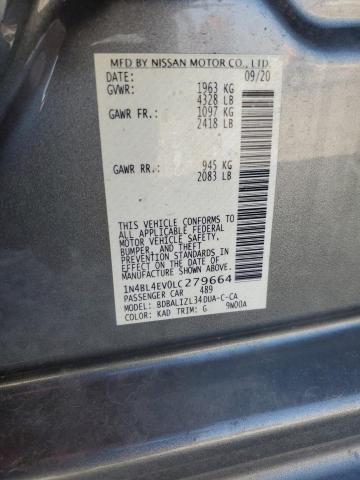 MFD BY NISSAN MOTOR CO., LTD.
DATE: 09/20
GVWR: 1963 KG
4328 LB
GAWR FR.: 1097 KG
2418 LB
GAWR RR.: 945 KG
2083 LB
THIS VEHICLE CONFORMS TO
ALL APPLICABLE FEDERAL
MOTOR VEHICLE SAFETY,
BUMPER, AND THEFT
PREVENTION STANDARDS IN
EFFECT ON THE DATE OF
MANUFACTURE SHOWN ABOVE.
1N4BL4EV0LC279664
PASSENGER CAR 489
MODEL: BDBALIZL34DUA-C-CA
COLOR: KAD TRIM: G 9W00A